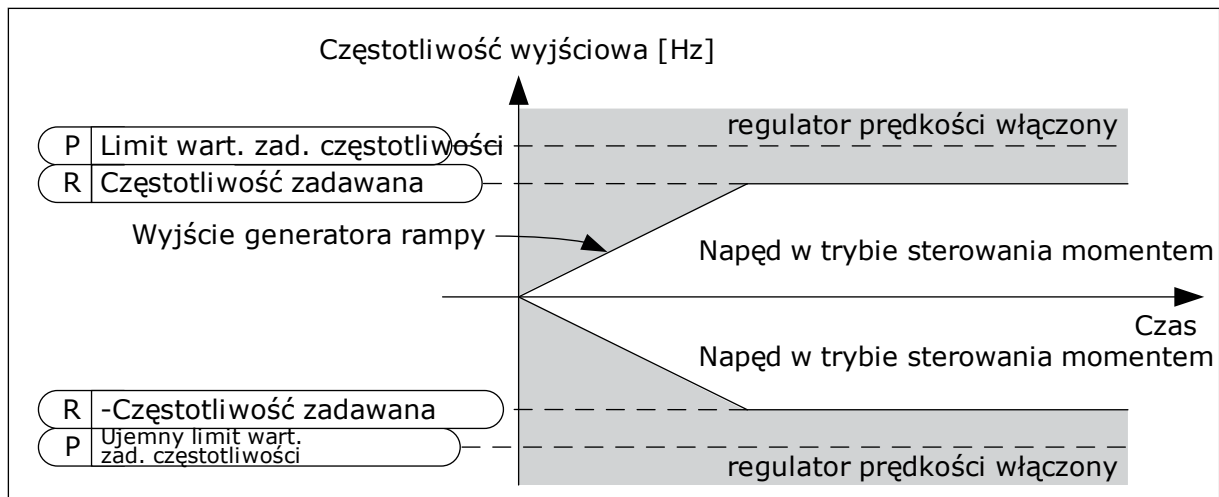 Częstotliwość wyjściowa [Hz]
regulator prędkości włączony
P Limit wart. zad. częstotliwości
R Częstotliwość zadawana
Wyjście generatora rampy
Napęd w trybie sterowania momentem
Czas
Napęd w trybie sterowania momentem
R -Częstotliwość zadawana
P Ujemny limit wart.
zad. częstotliwości
regulator prędkości włączony